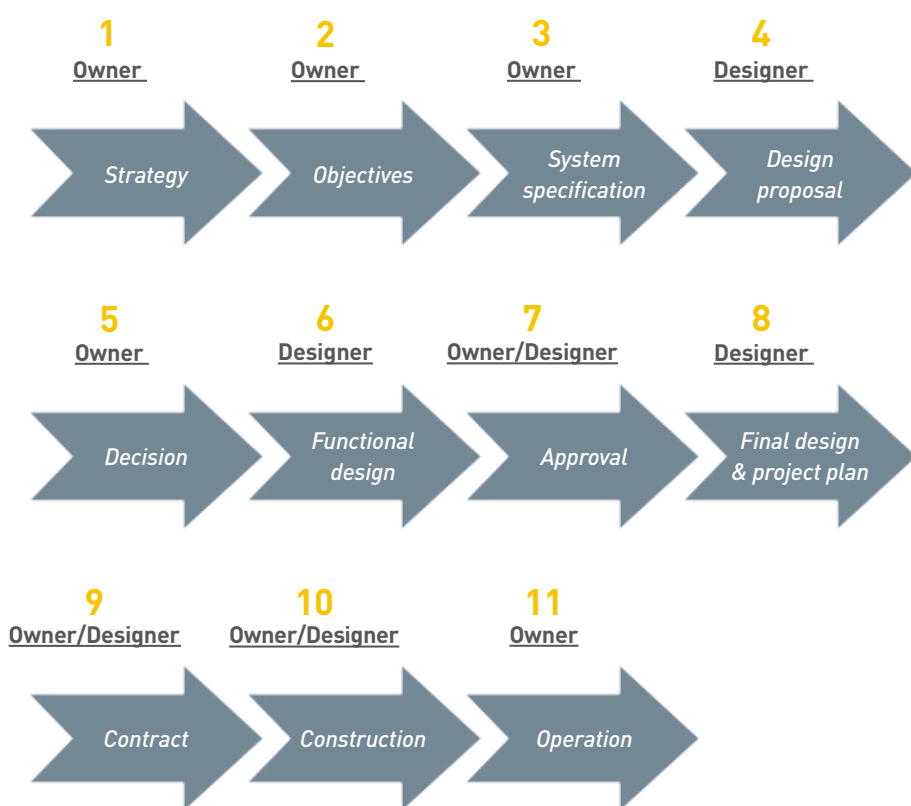 1 2 3 4
Owner Owner Owner Designer
Strategy Objectives System specification Design proposal
5 6 7 8
Owner Designer Owner/Designer Designer
Decision Functional design Approval Final design & project plan
9 10 11
Owner/Designer Owner/Designer Owner
Contract Construction Operation